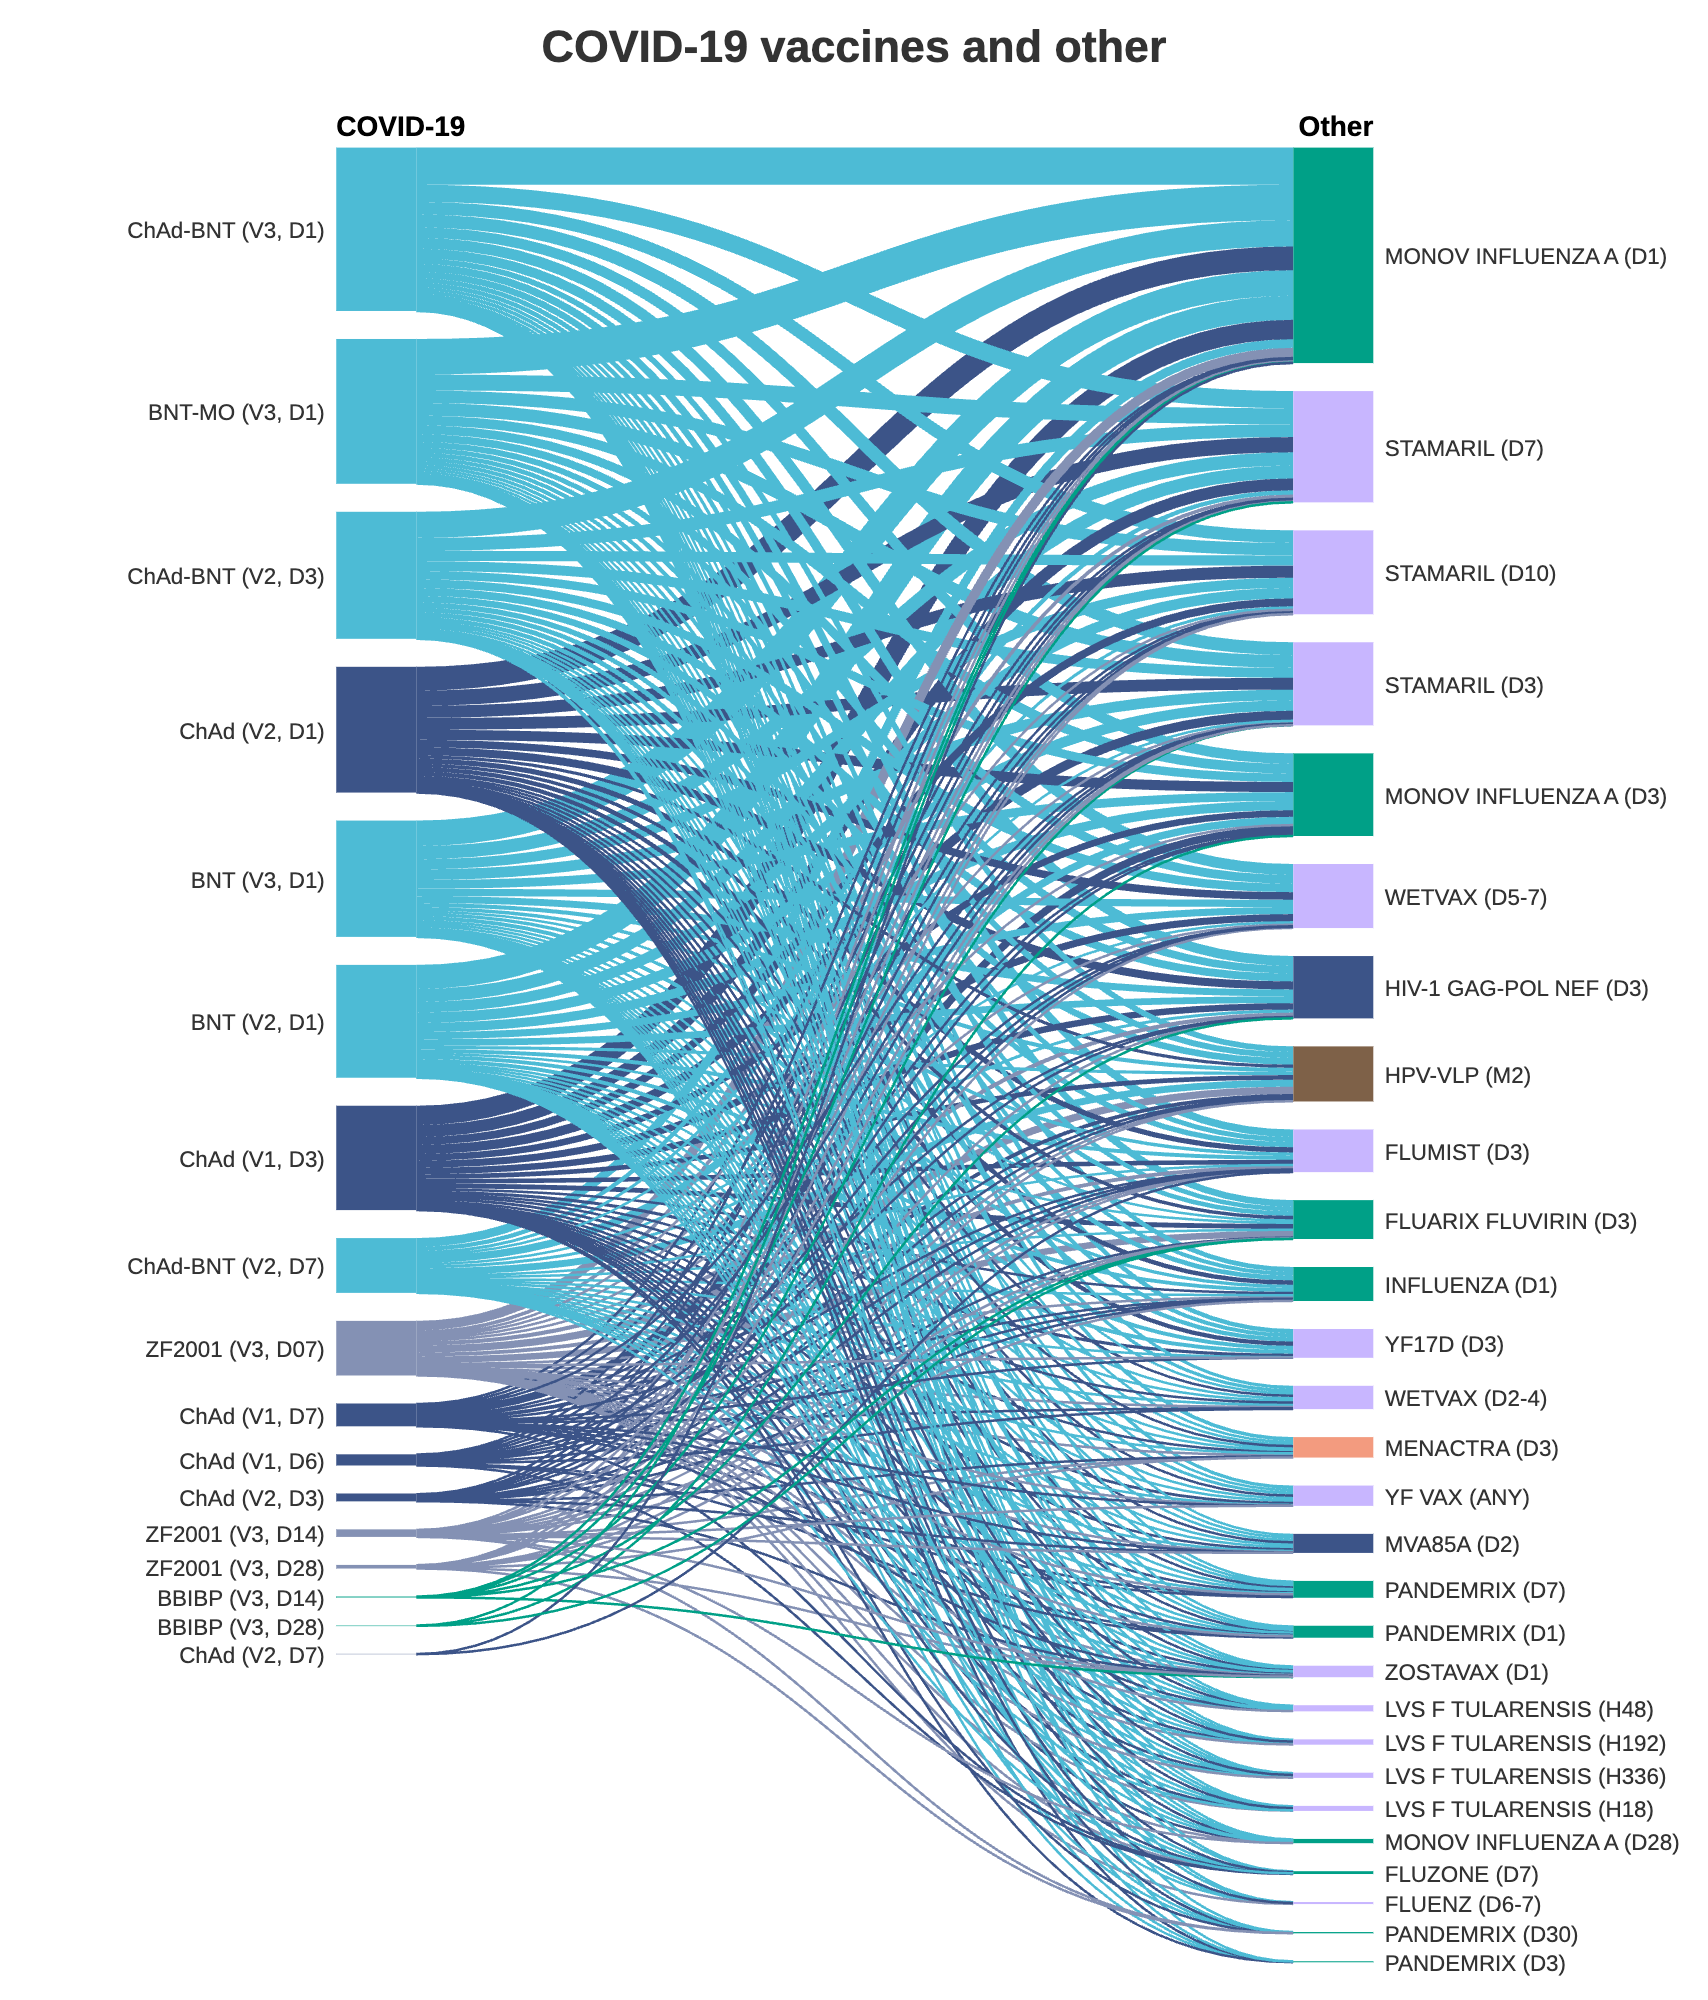 COVID-19 vaccines and other
COVID-19
Other
ChAd-BNT (V3, D1)
BNT-MO (V3, D1)
ChAd-BNT (V2, D3)
ChAd (V2, D1)
BNT (V3, D1)
BNT (V2, D1)
ChAd (V1, D3)
ChAd-BNT (V2, D7)
ZF2001 (V3, D07)
ChAd (V1, D7)
ChAd (V1, D6)
ChAd (V2, D3)
ZF2001 (V3, D14)
ZF2001 (V3, D28)
BBIBP (V3, D14)
BBIBP (V3, D28)
ChAd (V2, D7)
MONOV INFLUENZA A (D1)
STAMARIL (D7)
STAMARIL (D10)
STAMARIL (D3)
MONOV INFLUENZA A (D3)
WETVAX (D5-7)
HIV-1 GAG-POL NEF (D3)
HPV-VLP (M2)
FLUMIST (D3)
FLUARIX FLUVIRIN (D3)
INFLUENZA (D1)
YF17D (D3)
WETVAX (D2-4)
MENACTRA (D3)
YF VAX (ANY)
MVA85A (D2)
PANDEMRIX (D7)
PANDEMRIX (D1)
ZOSTAVAX (D1)
LVS F TULARENSIS (H48)
LVS F TULARENSIS (H192)
LVS F TULARENSIS (H336)
LVS F TULARENSIS (H18)
MONOV INFLUENZA A (D28)
FLUZONE (D7)
FLUENZ (D6-7)
PANDEMRIX (D30)
PANDEMRIX (D3)